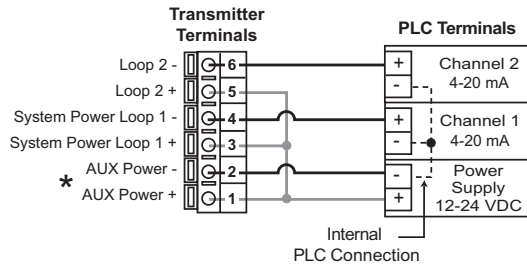 Transmitter
Terminals
PLC Terminals
Loop 2 -
6
+
Channel 2
Loop 2 +
5
-
4-20 mA
System Power Loop 1 -
4
+
Channel 1
System Power Loop 1 +
3
-
4-20 mA
AUX Power -
2
-
Power
Supply
* AUX Power +
1
+
12-24 VDC
Internal
PLC Connection